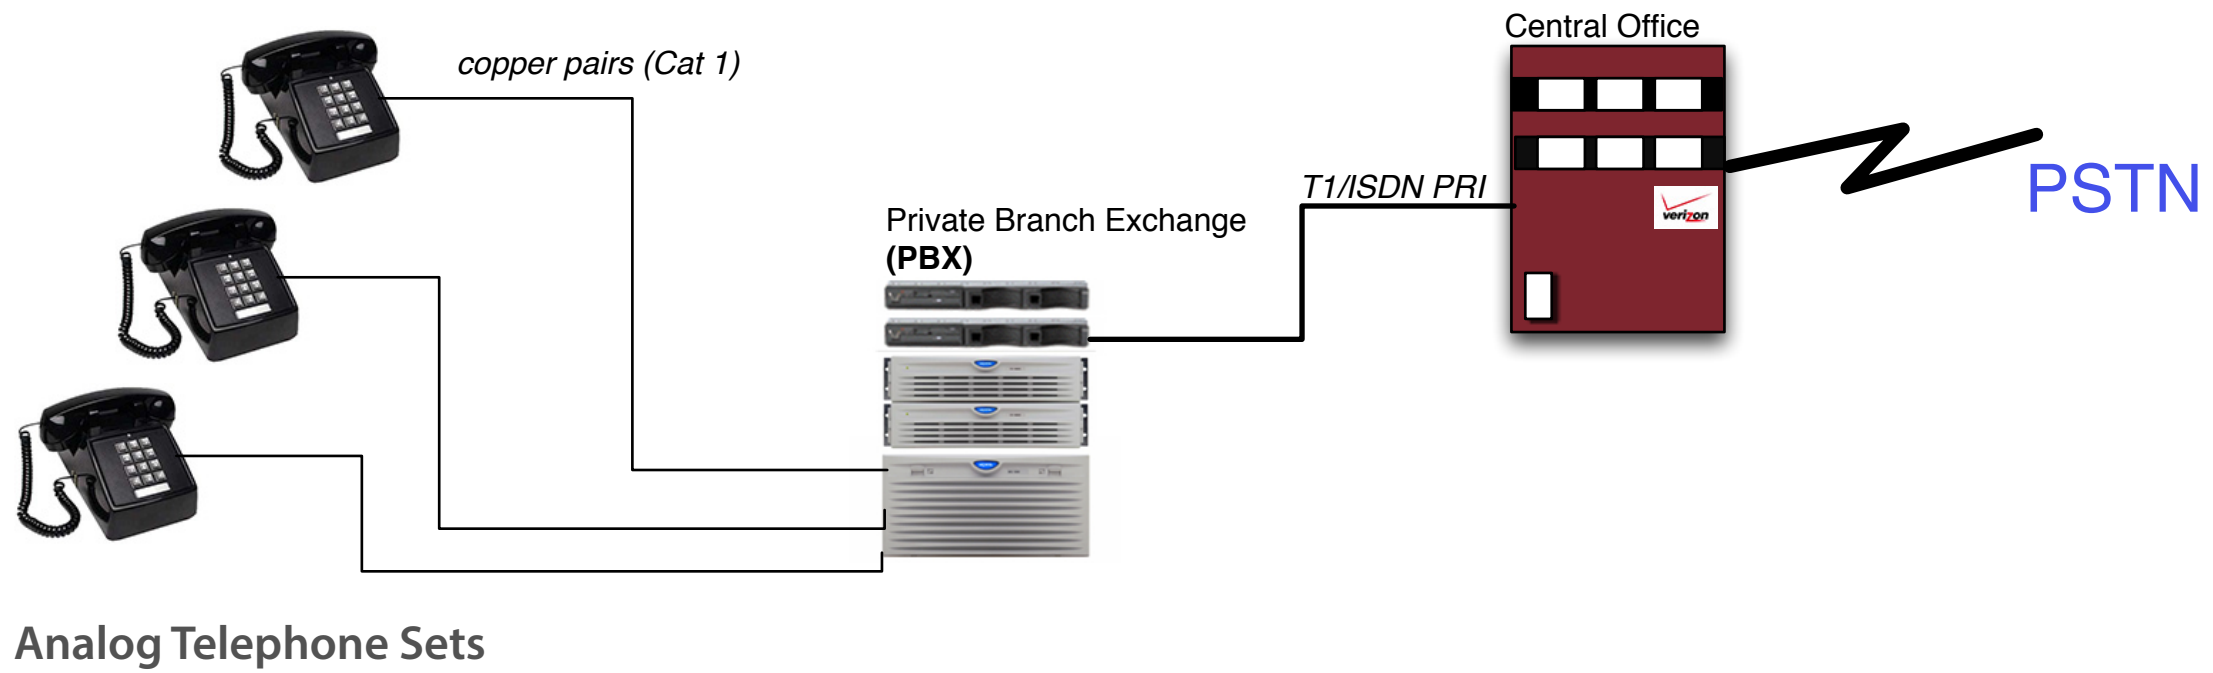 Central Office
copper pairs (Cat 1)
T1/ISDN PRI
PSTN
verizon
Private Branch Exchange
(PBX)
Analog Telephone Sets